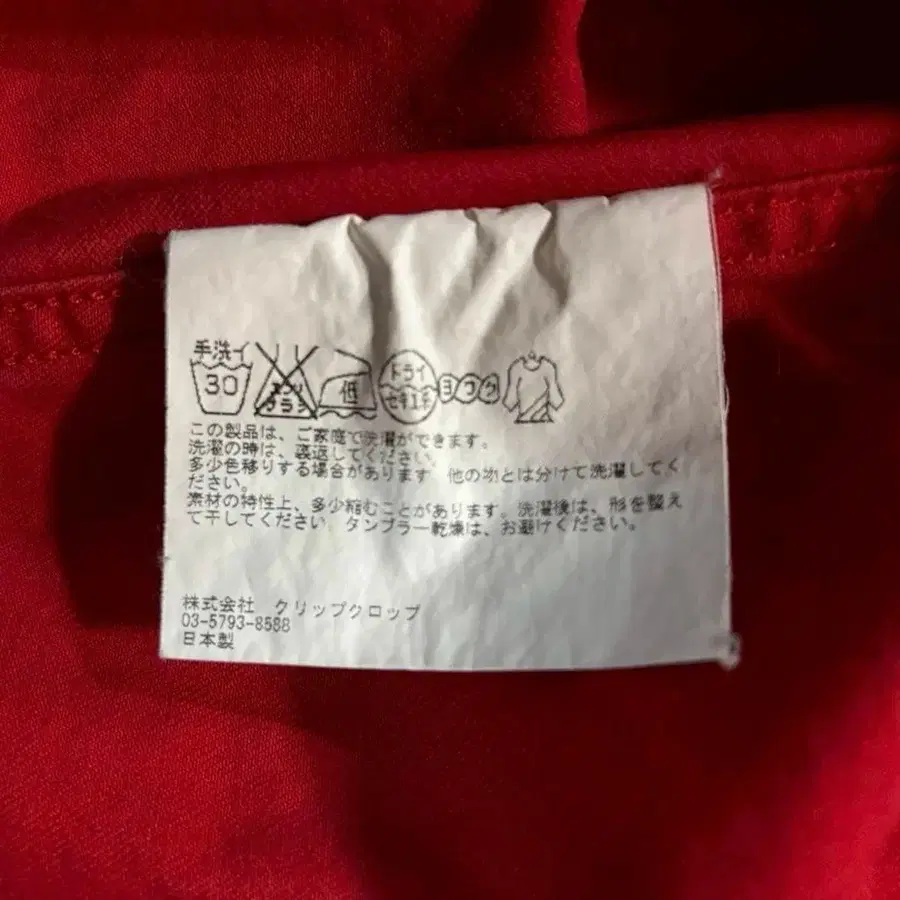 手洗イ
30
エンソ
サラシ
低
ドライ
セキユ系
ヨワク
この製品は、ご家庭で洗濯ができます。
洗濯の時は、裏返してください。
多少色移りする場合があります 他の物とは分けて洗濯してく
ださい。
素材の特性上、多少縮むことがあります。洗濯後は、形を整え
て干してください タンブラー乾燥は、お避けください。
株式会社 クリップクロップ
03-5793-8588
日本製